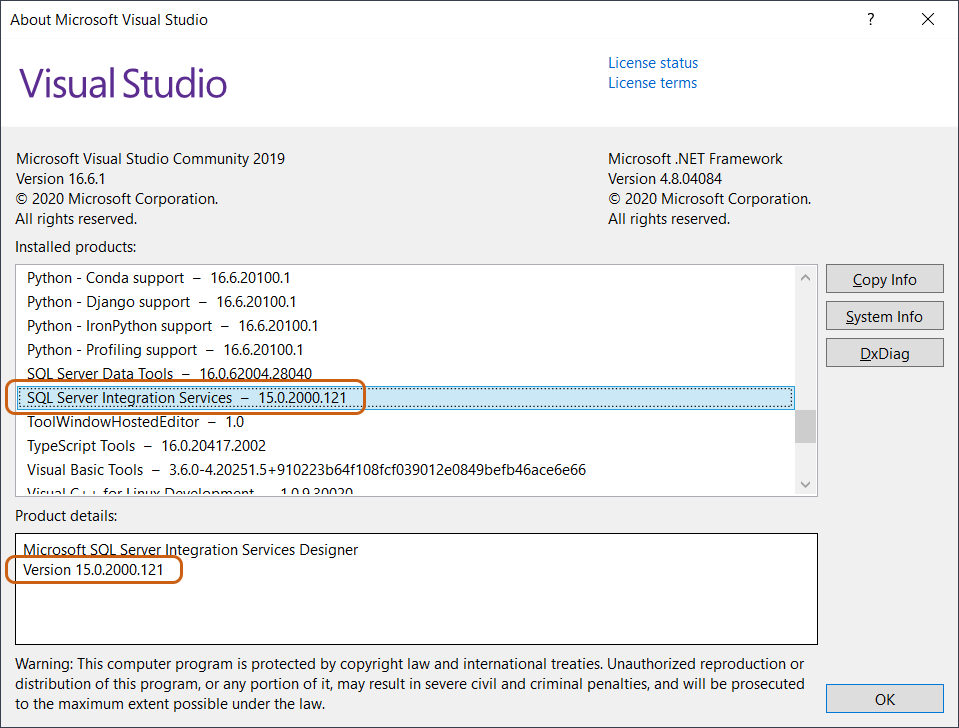 About Microsoft Visual Studio
?
Visual Studio
License status
License terms
Microsoft Visual Studio Community 2019
Version 16.6.1
© 2020 Microsoft Corporation.
All rights reserved.
Microsoft .NET Framework
Version 4.8.04084
© 2020 Microsoft Corporation.
All rights reserved.
Installed products:
Python - Conda support – 16.6.20100.1
Python - Django support – 16.6.20100.1
Python - IronPython support – 16.6.20100.1
Python - Profiling support – 16.6.20100.1
SQL Server Data Tools – 16.0.62004.28040
SQL Server Integration Services – 15.0.2000.121
ToolWindowHostedEditor – 1.0
TypeScript Tools – 16.0.20417.2002
Visual Basic Tools – 3.6.0-4.20251.5+910223b64f108fcf039012e0849befb46ace6e66
Visual C++ for Linux Development – 1.0.9.30020
Copy Info
System Info
DxDiag
Product details:
Microsoft SQL Server Integration Services Designer
Version 15.0.2000.121
Warning: This computer program is protected by copyright law and international treaties. Unauthorized reproduction or
distribution of this program, or any portion of it, may result in severe civil and criminal penalties, and will be prosecuted
to the maximum extent possible under the law.
OK